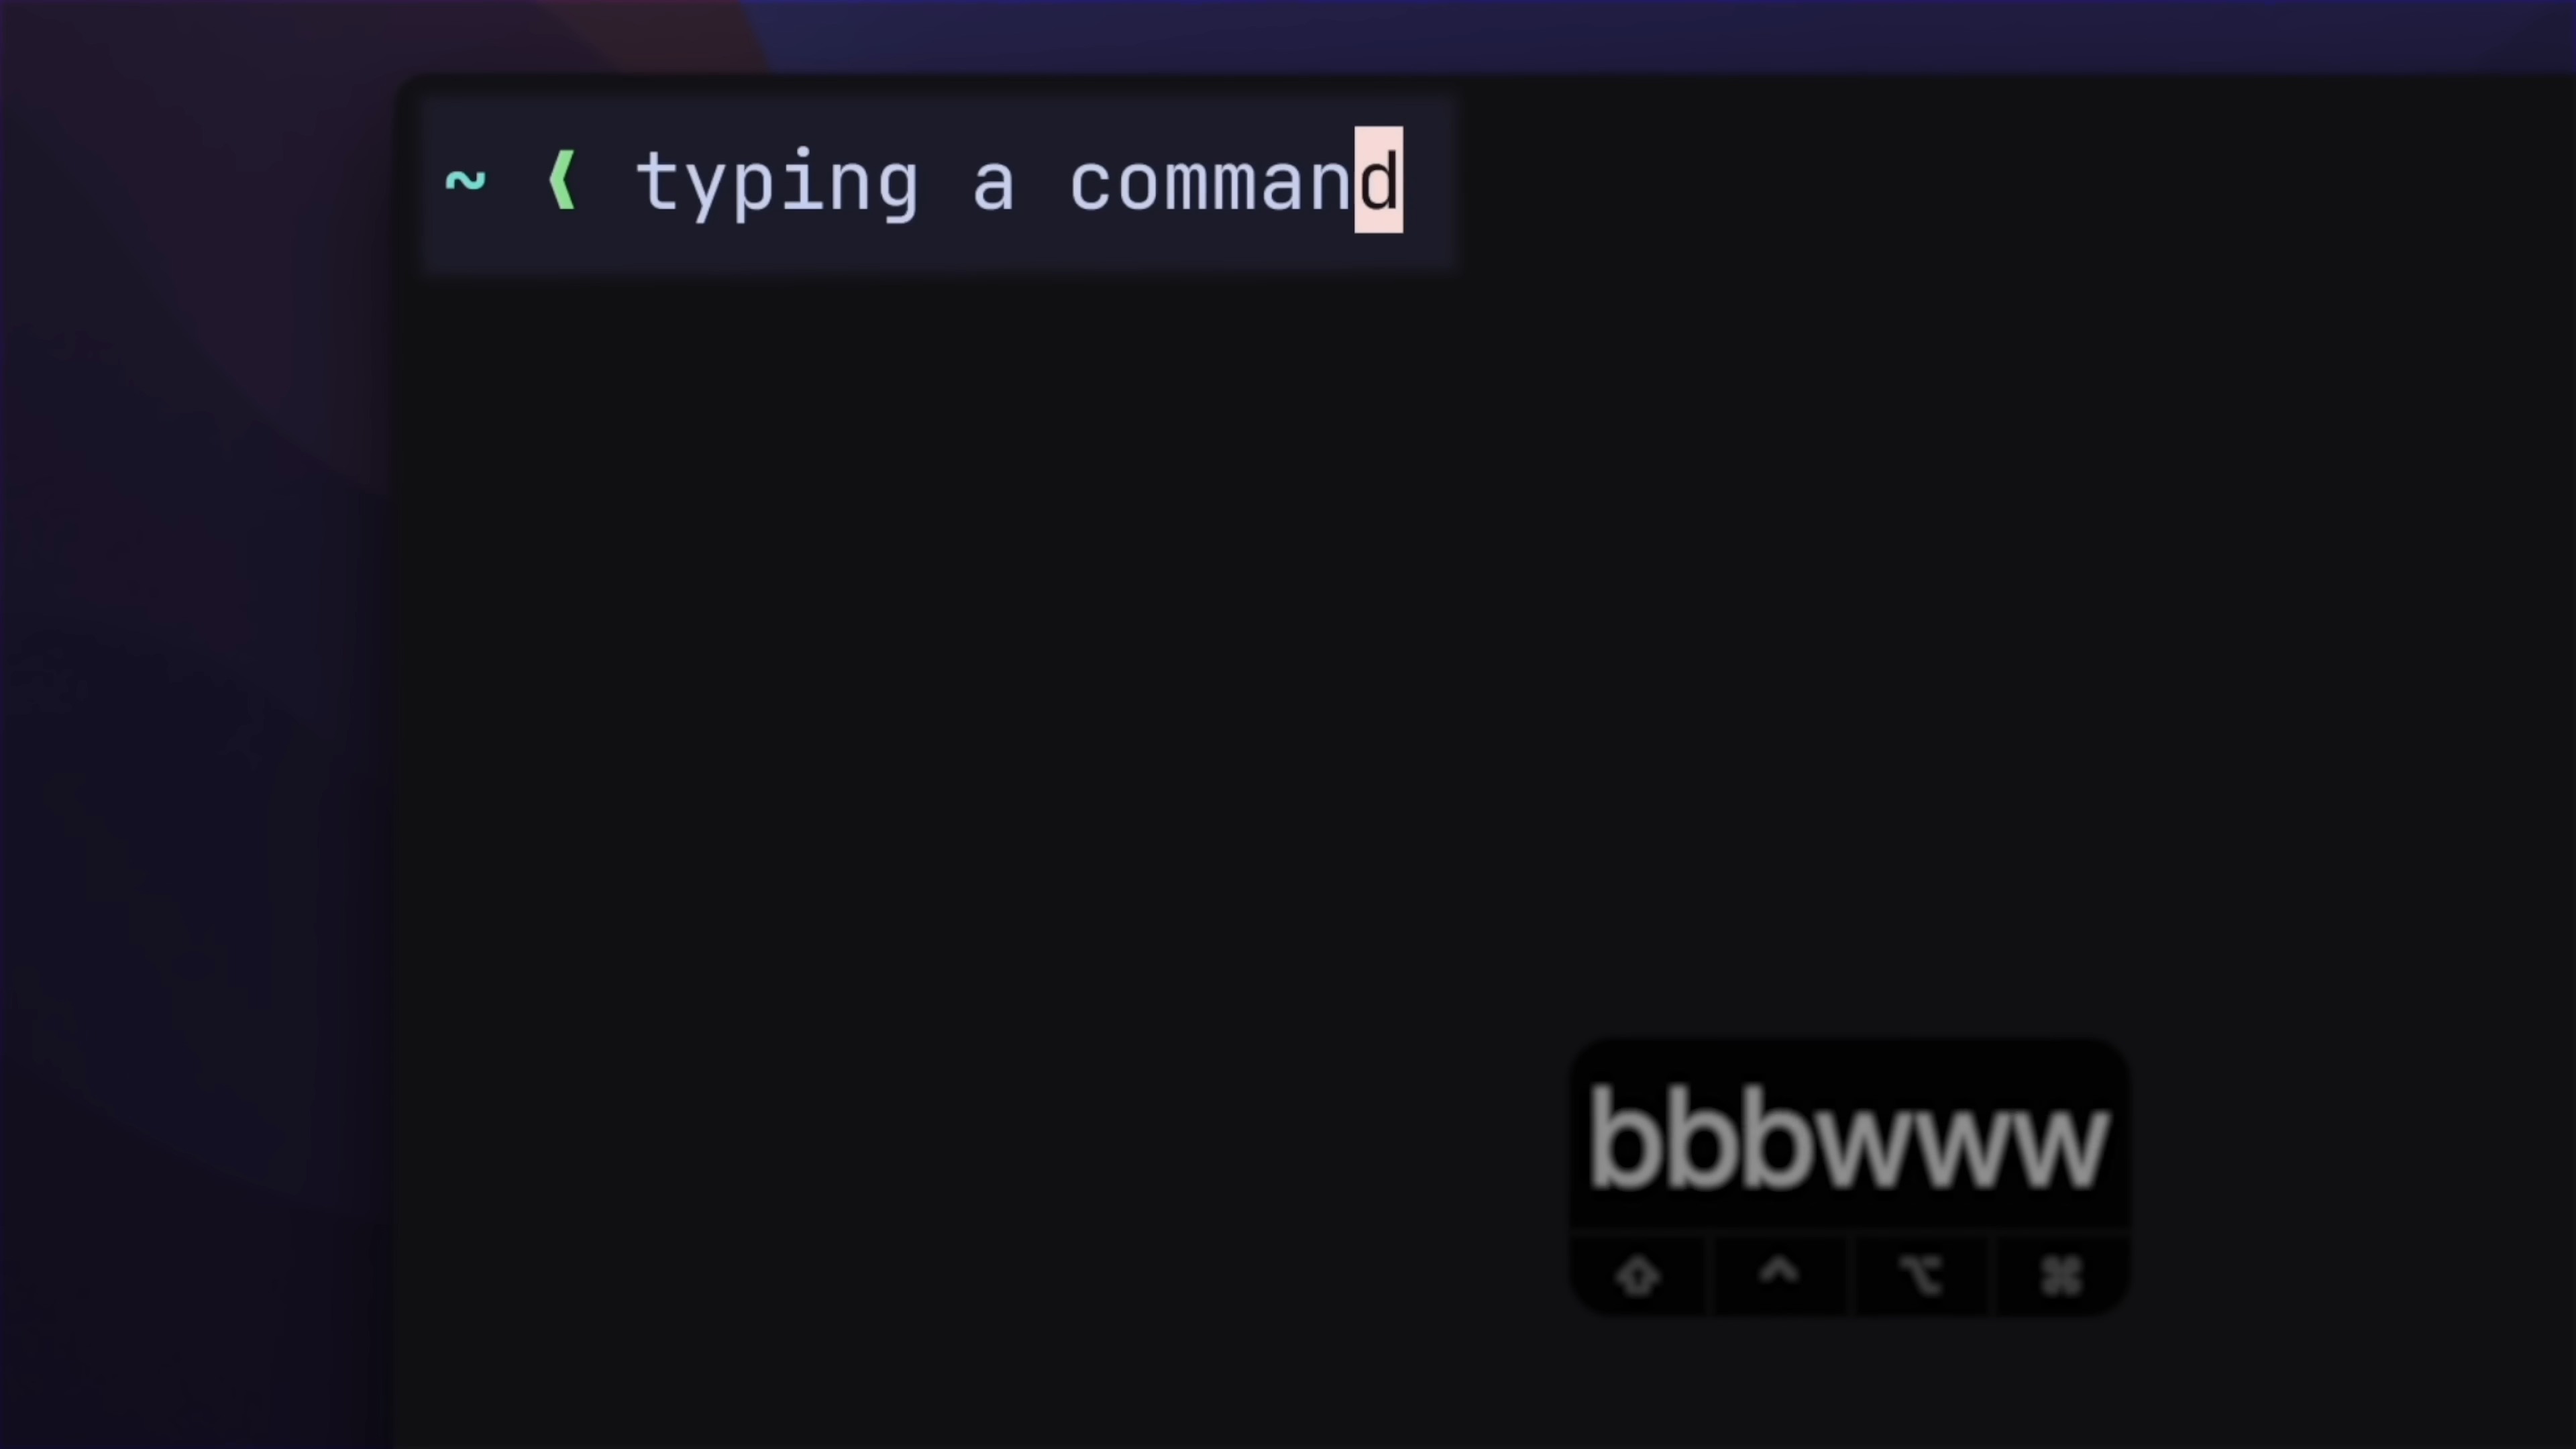 ~ ❮ typing a command
bbbwww
⇧ ^ ⌥ ⌘